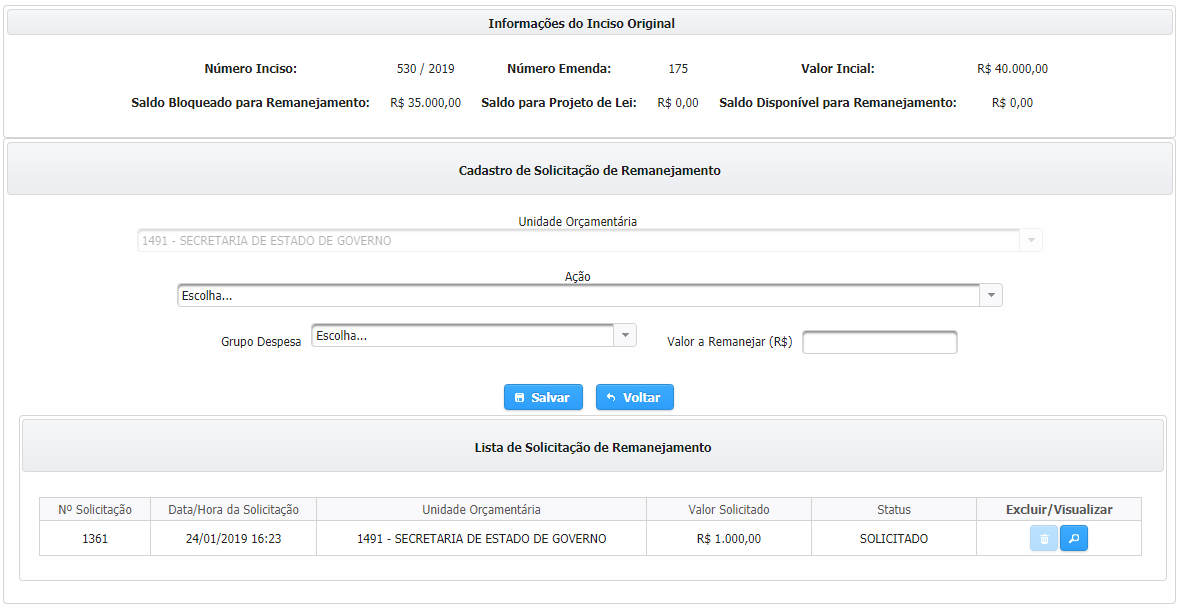 Informações do Inciso Original
Número Inciso: 530 / 2019 Número Emenda: 175 Valor Incial: R$ 40.000,00
Saldo Bloqueado para Remanejamento: R$ 35.000,00 Saldo para Projeto de Lei: R$ 0,00 Saldo Disponível para Remanejamento: R$ 0,00
Cadastro de Solicitação de Remanejamento
Unidade Orçamentária
1491 - SECRETARIA DE ESTADO DE GOVERNO
Ação
Escolha...
Grupo Despesa Escolha... Valor a Remanejar (R$)
Salvar Voltar
Lista de Solicitação de Remanejamento
Nº Solicitação Data/Hora da Solicitação Unidade Orçamentária Valor Solicitado Status Excluir/Visualizar
1361 24/01/2019 16:23 1491 - SECRETARIA DE ESTADO DE GOVERNO R$ 1.000,00 SOLICITADO